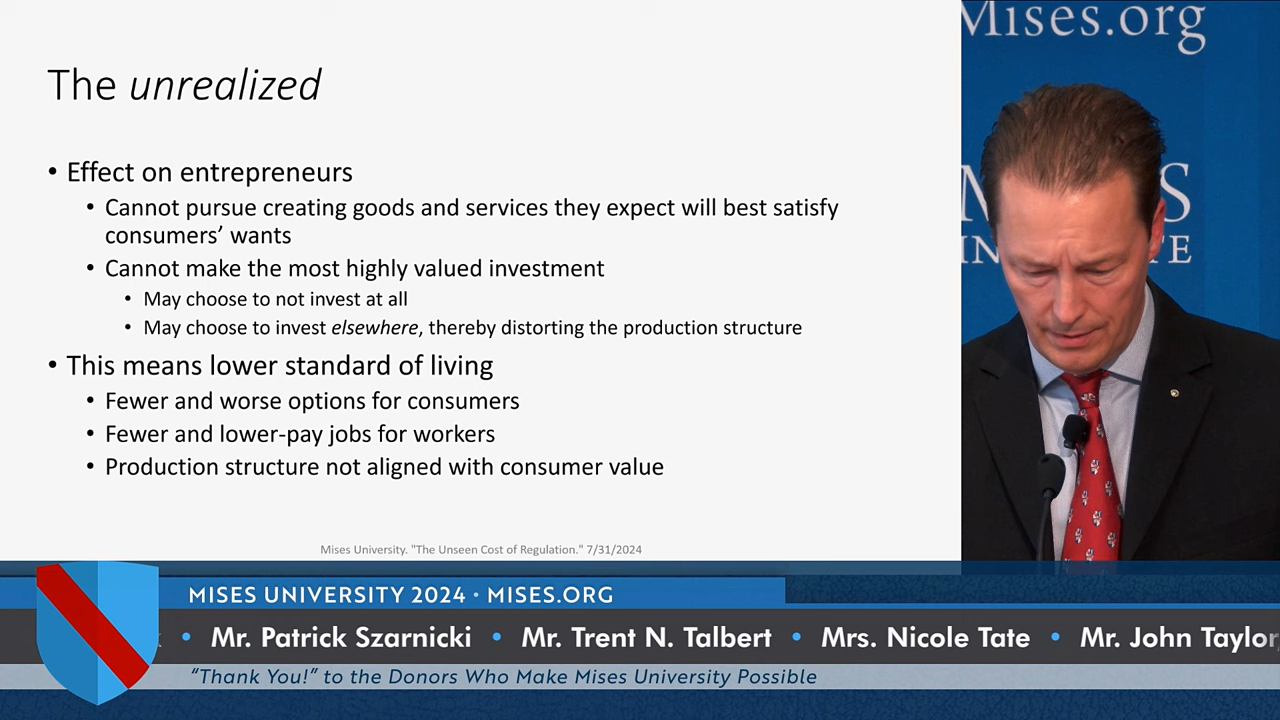 Mises.org
The unrealized
• Effect on entrepreneurs
• Cannot pursue creating goods and services they expect will best satisfy
consumers' wants
• Cannot make the most highly valued investment
• May choose to not invest at all
• May choose to invest elsewhere, thereby distorting the production structure
• This means lower standard of living
• Fewer and worse options for consumers
• Fewer and lower-pay jobs for workers
• Production structure not aligned with consumer value
Mises University. "The Unseen Cost of Regulation." 7/31/2024
MISES UNIVERSITY 2024 • MISES.ORG
• Mr. Patrick Szarnicki • Mr. Trent N. Talbert • Mrs. Nicole Tate • Mr. John Taylor,
“Thank You!” to the Donors Who Make Mises University Possible